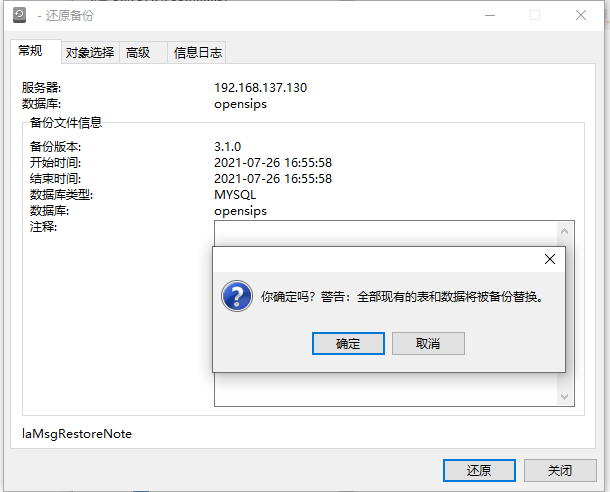 - 还原备份
常规 对象选择 高级 信息日志
服务器: 192.168.137.130
数据库: opensips
备份文件信息
备份版本: 3.1.0
开始时间: 2021-07-26 16:55:58
结束时间: 2021-07-26 16:55:58
数据库类型: MYSQL
数据库: opensips
注释:
你确定吗？警告：全部现有的表和数据将被备份替换。
确定 取消
laMsgRestoreNote
还原 关闭